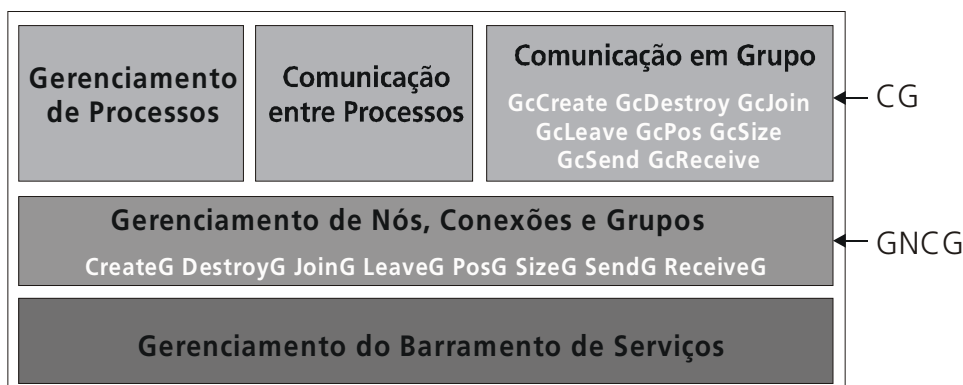 Gerenciamento
de Processos
Comunicação
entre Processos
Comunicação em Grupo
GcCreate GcDestroy GcJoin
GcLeave GcPos GcSize
GcSend GcReceive
CG
Gerenciamento de Nós, Conexões e Grupos
CreateG DestroyG JoinG LeaveG PosG SizeG SendG ReceiveG
GNCG
Gerenciamento do Barramento de Serviços